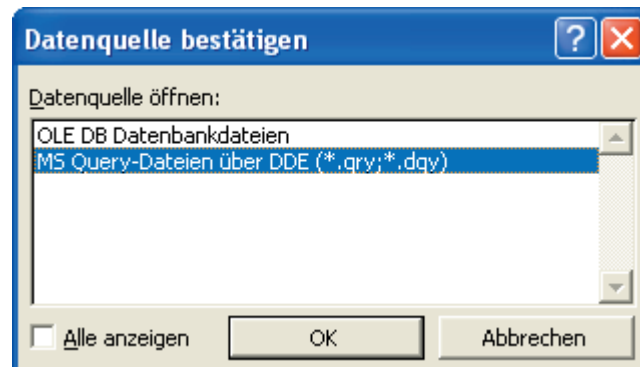 Datenquelle bestätigen
Datenquelle öffnen:
OLE DB Datenbankdateien
MS Query-Dateien über DDE (*.qry;*.dqy)
Alle anzeigen OK Abbrechen